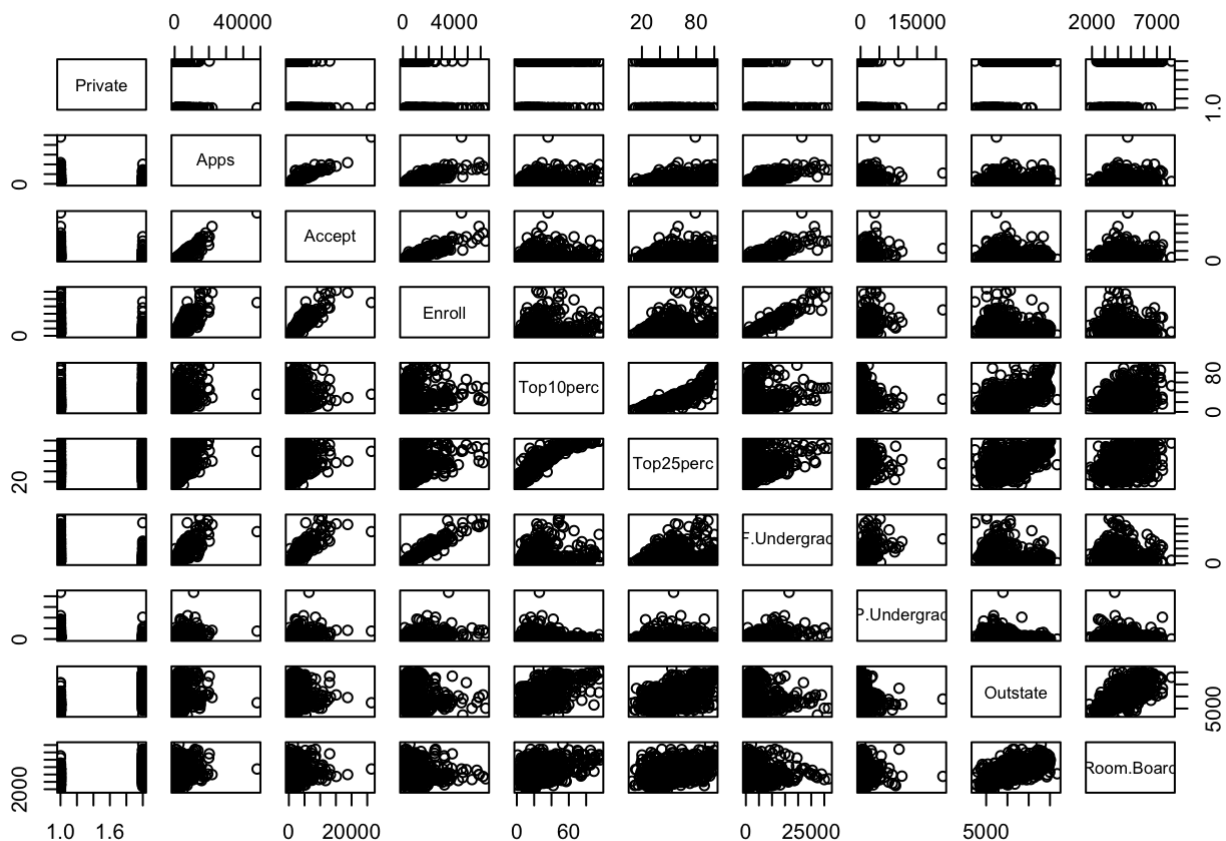 0 40000 0 4000 20 80 0 15000 2000 7000
Private 1.0
0 Apps
Accept 0
0 Enroll
Top10perc 0 80
20 Top25perc
F.Undergrad 0
0 P.Undergrad
Outstate 5000
2000 Room.Board
1.0 1.6 0 20000 0 60 0 25000 5000